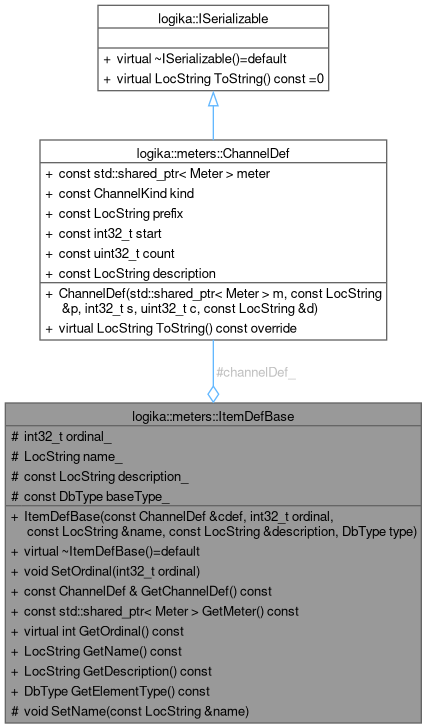 logika::ISerializable
+ virtual ~ISerializable()=default
+ virtual LocString ToString() const =0
logika::meters::ChannelDef
+ const std::shared_ptr< Meter > meter
+ const ChannelKind kind
+ const LocString prefix
+ const int32_t start
+ const uint32_t count
+ const LocString description
+ ChannelDef(std::shared_ptr< Meter > m, const LocString
&p, int32_t s, uint32_t c, const LocString &d)
+ virtual LocString ToString() const override
#channelDef_
logika::meters::ItemDefBase
# int32_t ordinal_
# LocString name_
# const LocString description_
# const DbType baseType_
+ ItemDefBase(const ChannelDef &cdef, int32_t ordinal,
const LocString &name, const LocString &description, DbType type)
+ virtual ~ItemDefBase()=default
+ void SetOrdinal(int32_t ordinal)
+ const ChannelDef & GetChannelDef() const
+ const std::shared_ptr< Meter > GetMeter() const
+ virtual int GetOrdinal() const
+ LocString GetName() const
+ LocString GetDescription() const
+ DbType GetElementType() const
# void SetName(const LocString &name)